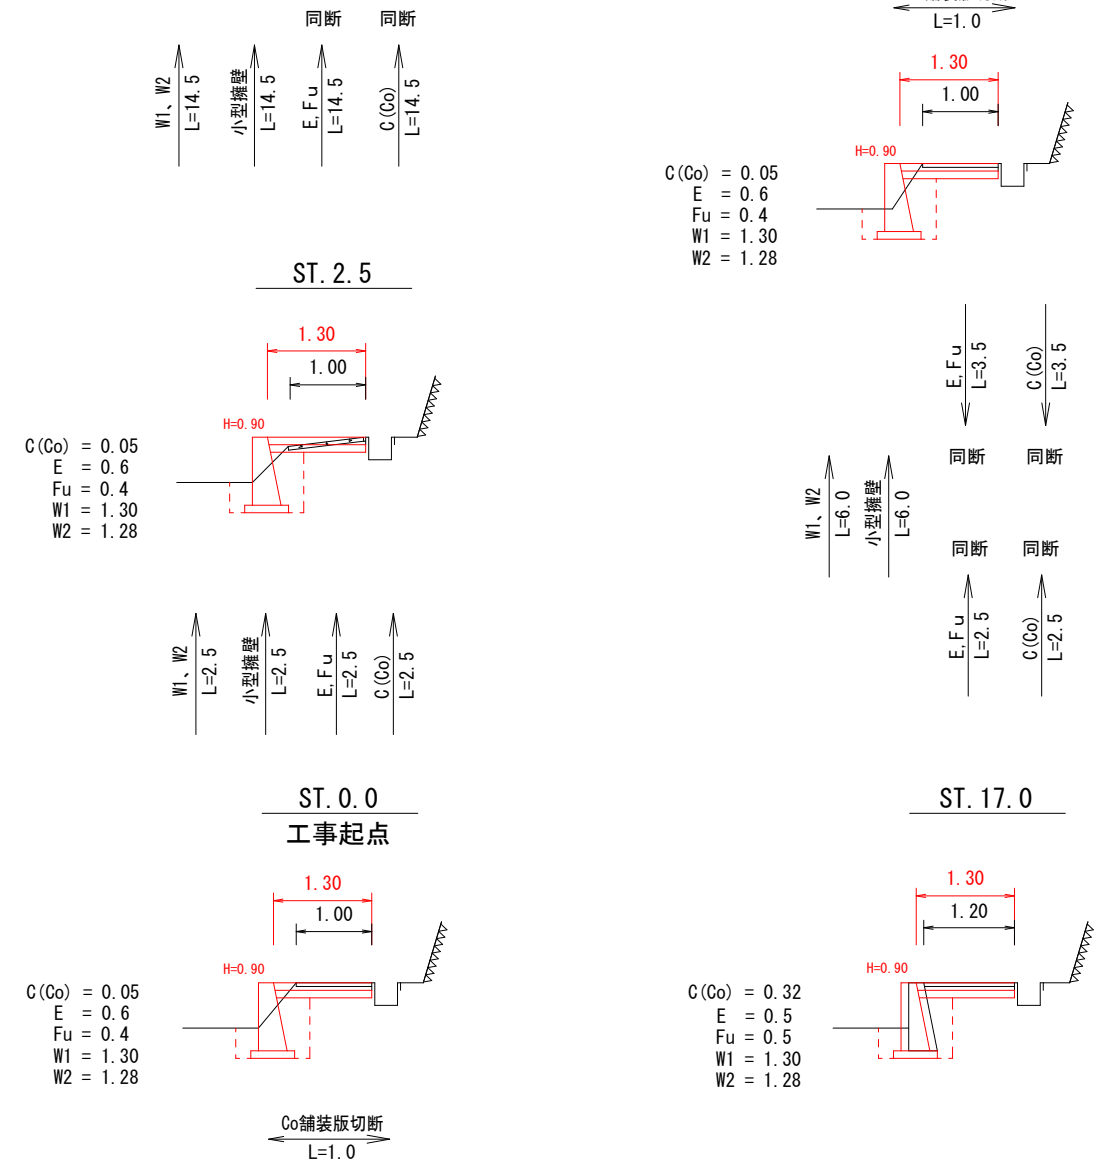 同断
同断
W1、W2
L=14.5
小型擁壁
L=14.5
E,Fu
L=14.5
C(Co)
L=14.5
ST.2.5
1.30
1.00
H=0.90
C(Co) = 0.05
E = 0.6
Fu = 0.4
W1 = 1.30
W2 = 1.28
W1、W2
L=2.5
小型擁壁
L=2.5
E,Fu
L=2.5
C(Co)
L=2.5
ST.0.0
工事起点
1.30
1.00
H=0.90
C(Co) = 0.05
E = 0.6
Fu = 0.4
W1 = 1.30
W2 = 1.28
Co舗装版切断
L=1.0
L=1.0
1.30
1.00
H=0.90
C(Co) = 0.05
E = 0.6
Fu = 0.4
W1 = 1.30
W2 = 1.28
E,Fu
L=3.5
C(Co)
L=3.5
同断
同断
W1、W2
L=6.0
小型擁壁
L=6.0
同断
同断
E,Fu
L=2.5
C(Co)
L=2.5
ST.17.0
1.30
1.20
H=0.90
C(Co) = 0.32
E = 0.5
Fu = 0.5
W1 = 1.30
W2 = 1.28